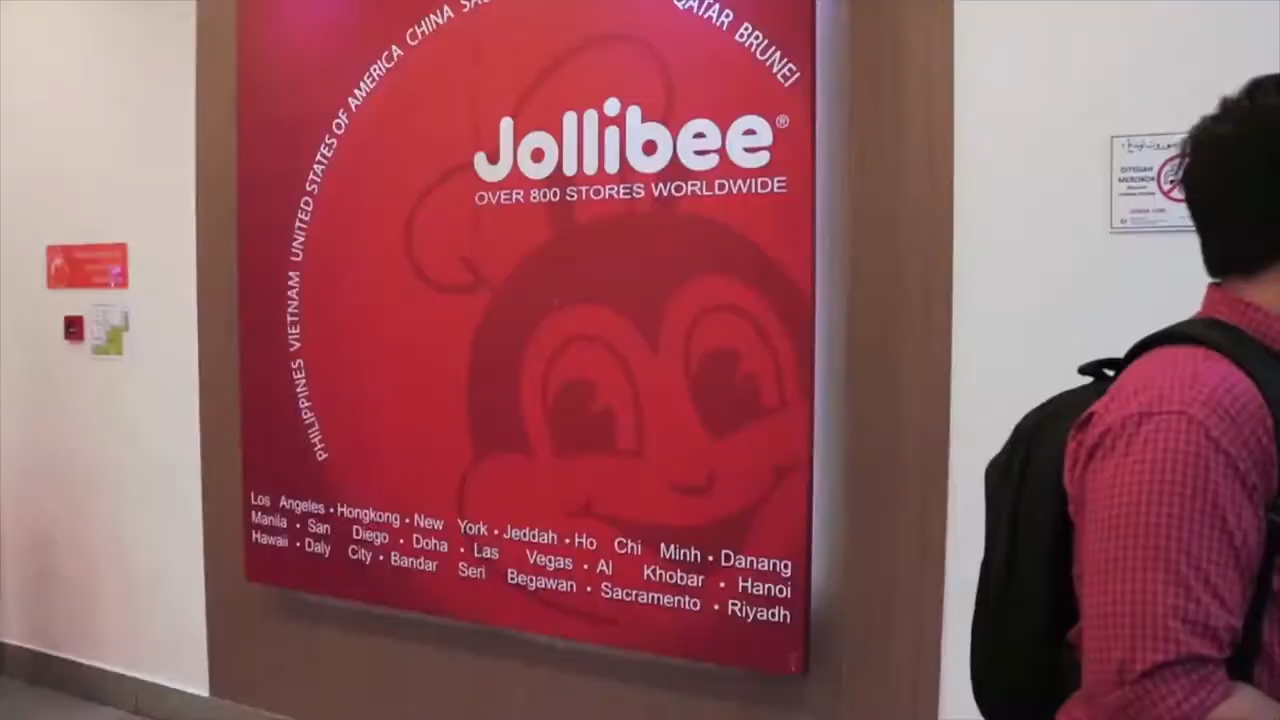 PHILIPPINES VIETNAM UNITED STATES OF AMERICA CHINA
QATAR BRUNEI
Jollibee®
OVER 800 STORES WORLDWIDE
Los Angeles • Hongkong • New York • Jeddah • Ho Chi Minh • Danang
Manila • San Diego • Doha • Las Vegas • Al Khobar • Hanoi
Hawaii • Daly City • Bandar Seri Begawan • Sacramento • Riyadh
DITEGAH
MEROKOK